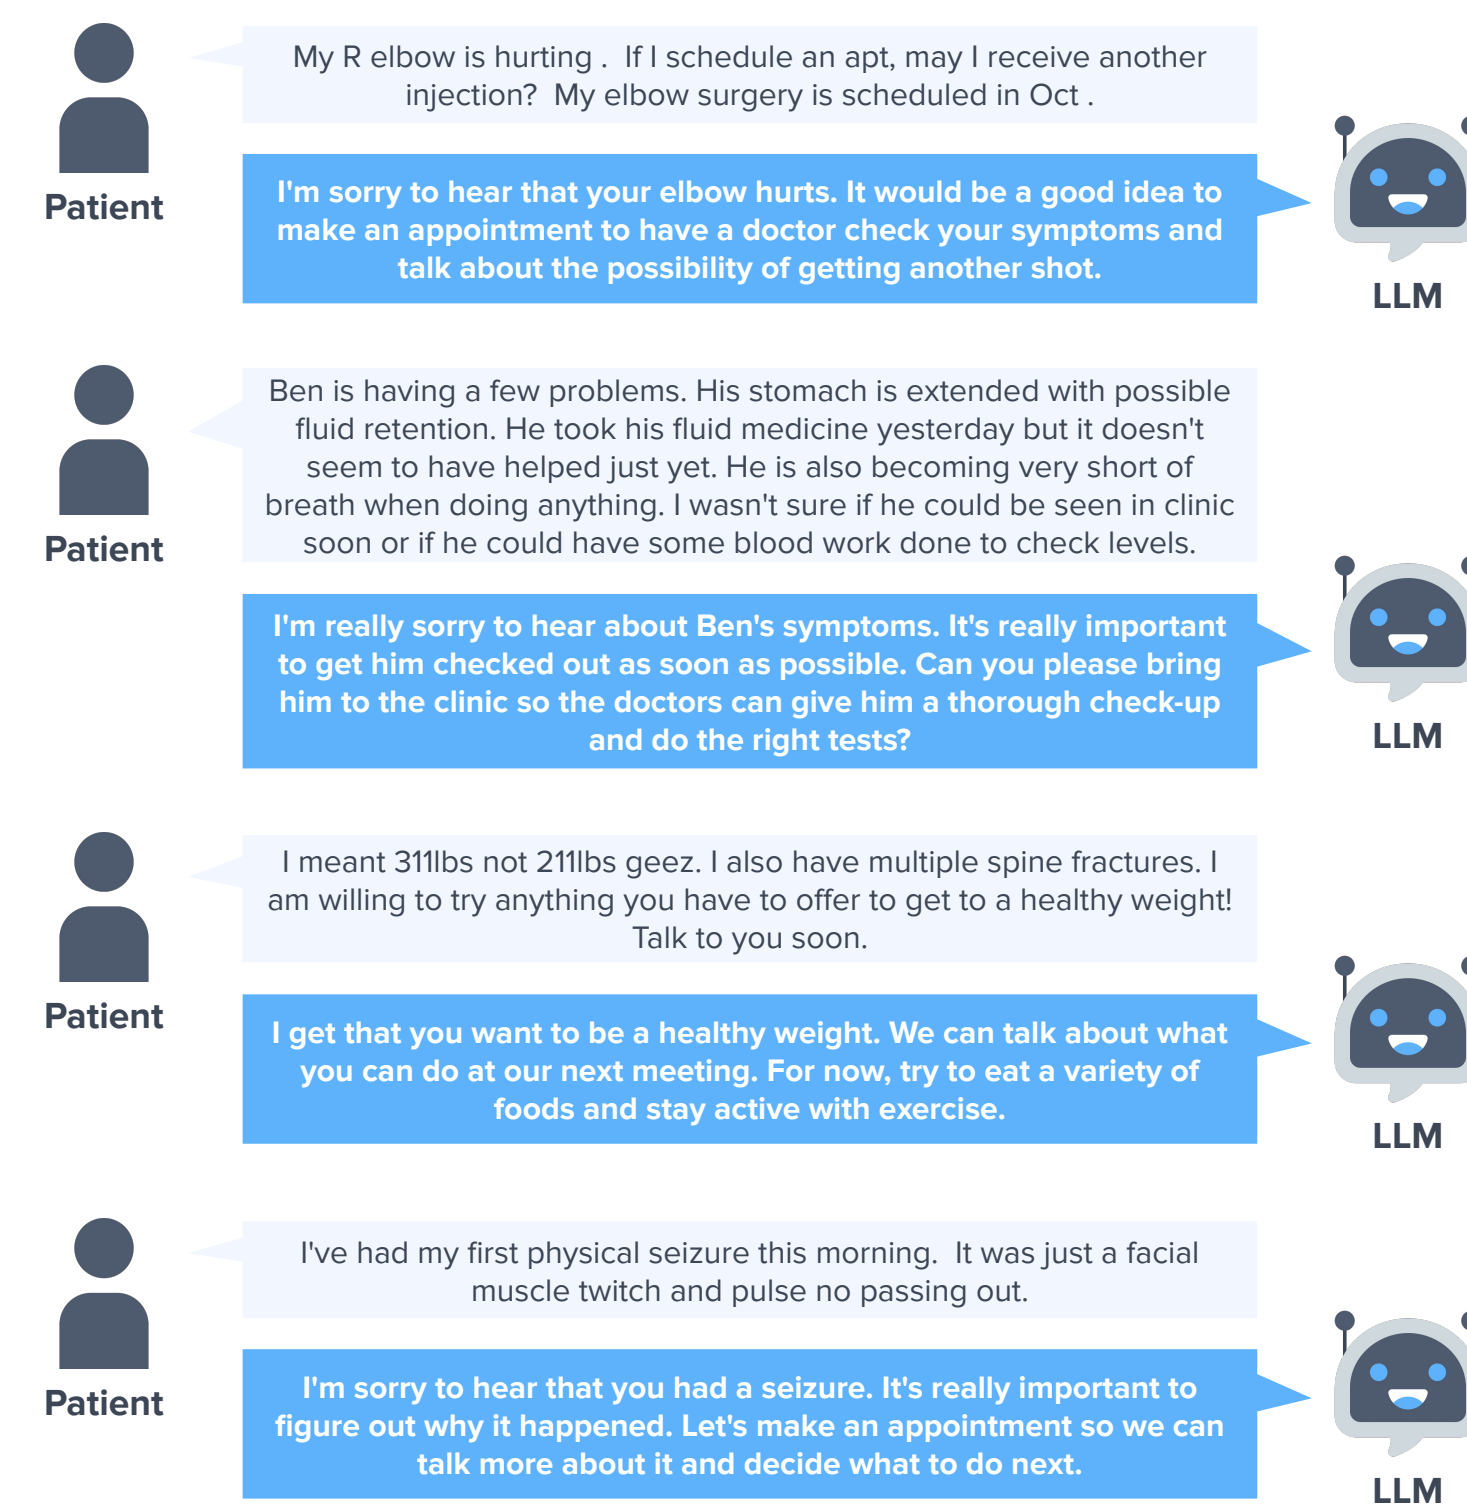 My R elbow is hurting .  If I schedule an apt, may I receive another
injection?  My elbow surgery is scheduled in Oct .
Patient
I'm sorry to hear that your elbow hurts. It would be a good idea to
make an appointment to have a doctor check your symptoms and
talk about the possibility of getting another shot.
LLM
Ben is having a few problems. His stomach is extended with possible
fluid retention. He took his fluid medicine yesterday but it doesn't
seem to have helped just yet. He is also becoming very short of
breath when doing anything. I wasn't sure if he could be seen in clinic
soon or if he could have some blood work done to check levels.
Patient
I'm really sorry to hear about Ben's symptoms. It's really important
to get him checked out as soon as possible. Can you please bring
him to the clinic so the doctors can give him a thorough check-up
and do the right tests?
LLM
I meant 311lbs not 211lbs geez. I also have multiple spine fractures. I
am willing to try anything you have to offer to get to a healthy weight!
Talk to you soon.
Patient
I get that you want to be a healthy weight. We can talk about what
you can do at our next meeting. For now, try to eat a variety of
foods and stay active with exercise.
LLM
I've had my first physical seizure this morning.  It was just a facial
muscle twitch and pulse no passing out.
Patient
I'm sorry to hear that you had a seizure. It's really important to
figure out why it happened. Let's make an appointment so we can
talk more about it and decide what to do next.
LLM